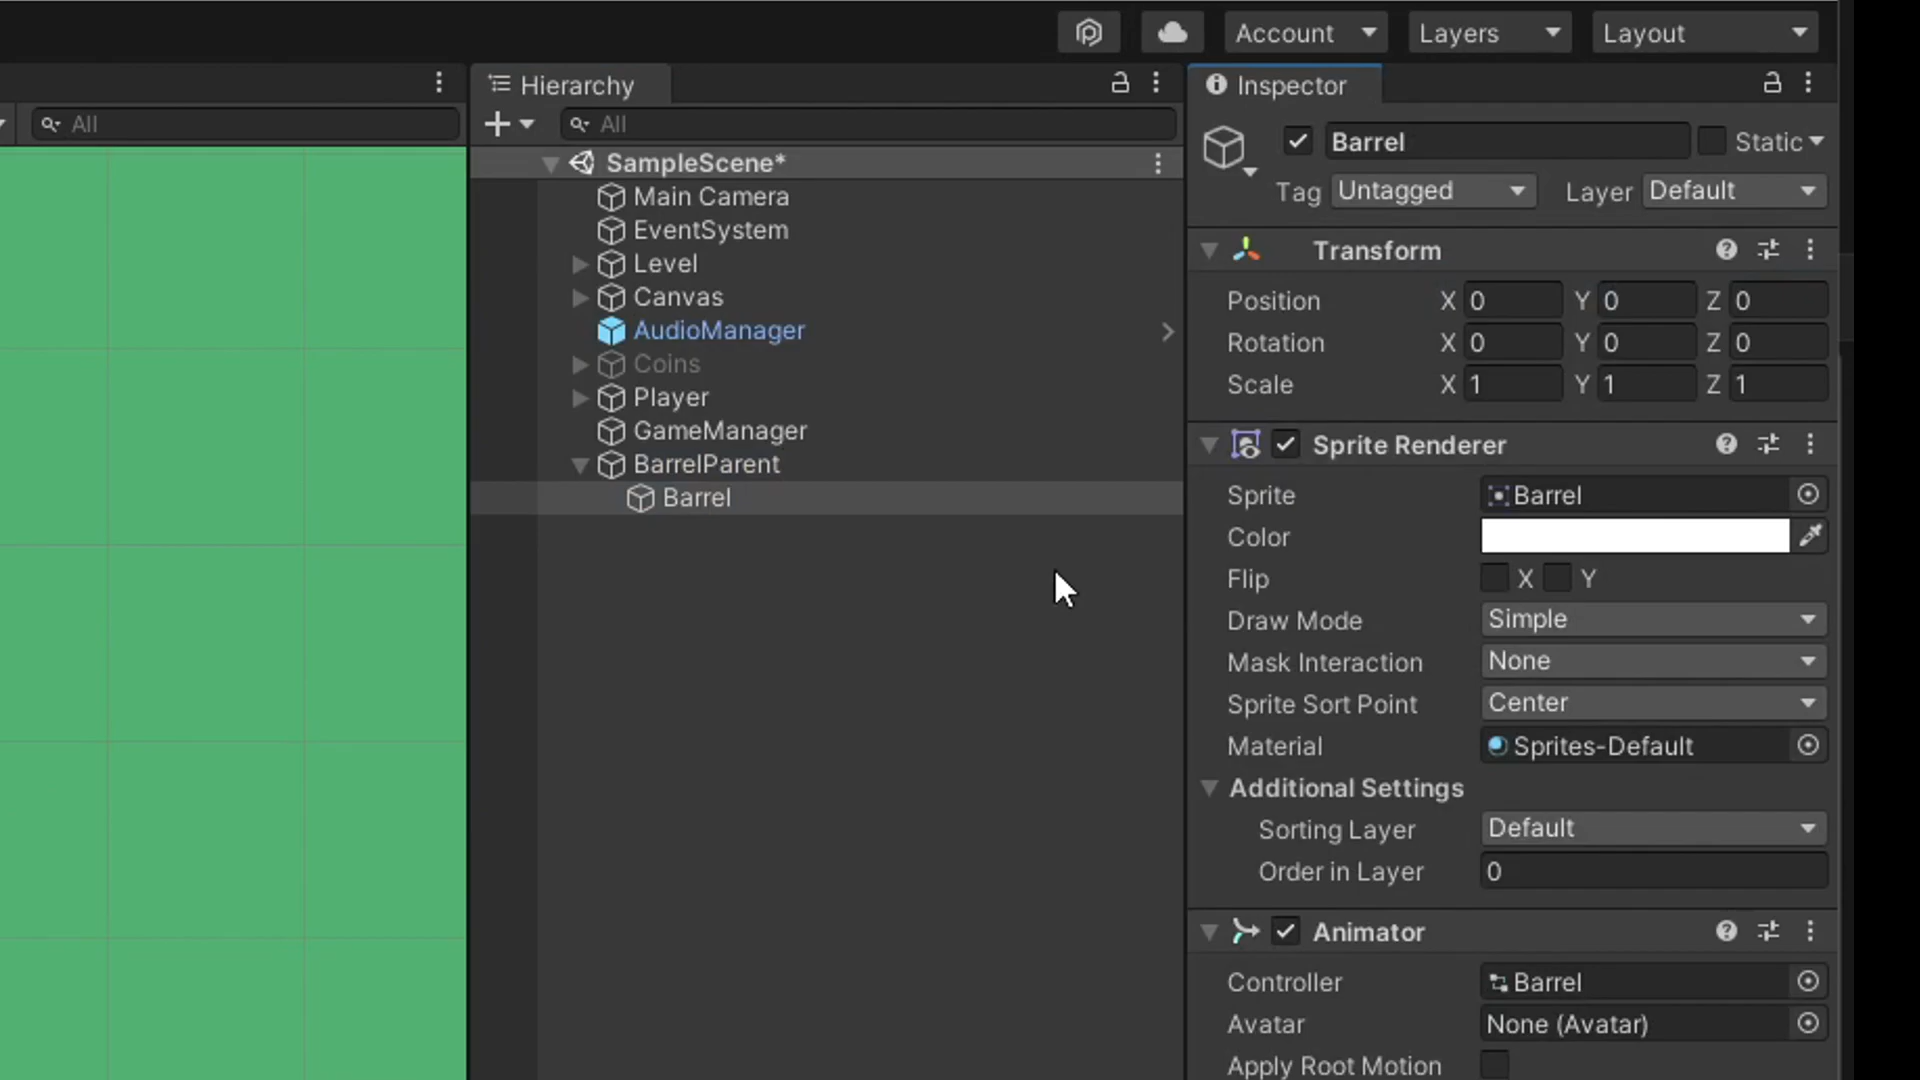 Account
Layers
Layout
All
Hierarchy
All
SampleScene*
Main Camera
EventSystem
Level
Canvas
AudioManager
Coins
Player
GameManager
BarrelParent
Barrel
Inspector
Barrel
Static
Tag Untagged Layer Default
Transform
Position X 0 Y 0 Z 0
Rotation X 0 Y 0 Z 0
Scale X 1 Y 1 Z 1
Sprite Renderer
Sprite Barrel
Color
Flip X Y
Draw Mode Simple
Mask Interaction None
Sprite Sort Point Center
Material Sprites-Default
Additional Settings
Sorting Layer Default
Order in Layer 0
Animator
Controller Barrel
Avatar None (Avatar)
Apply Root Motion